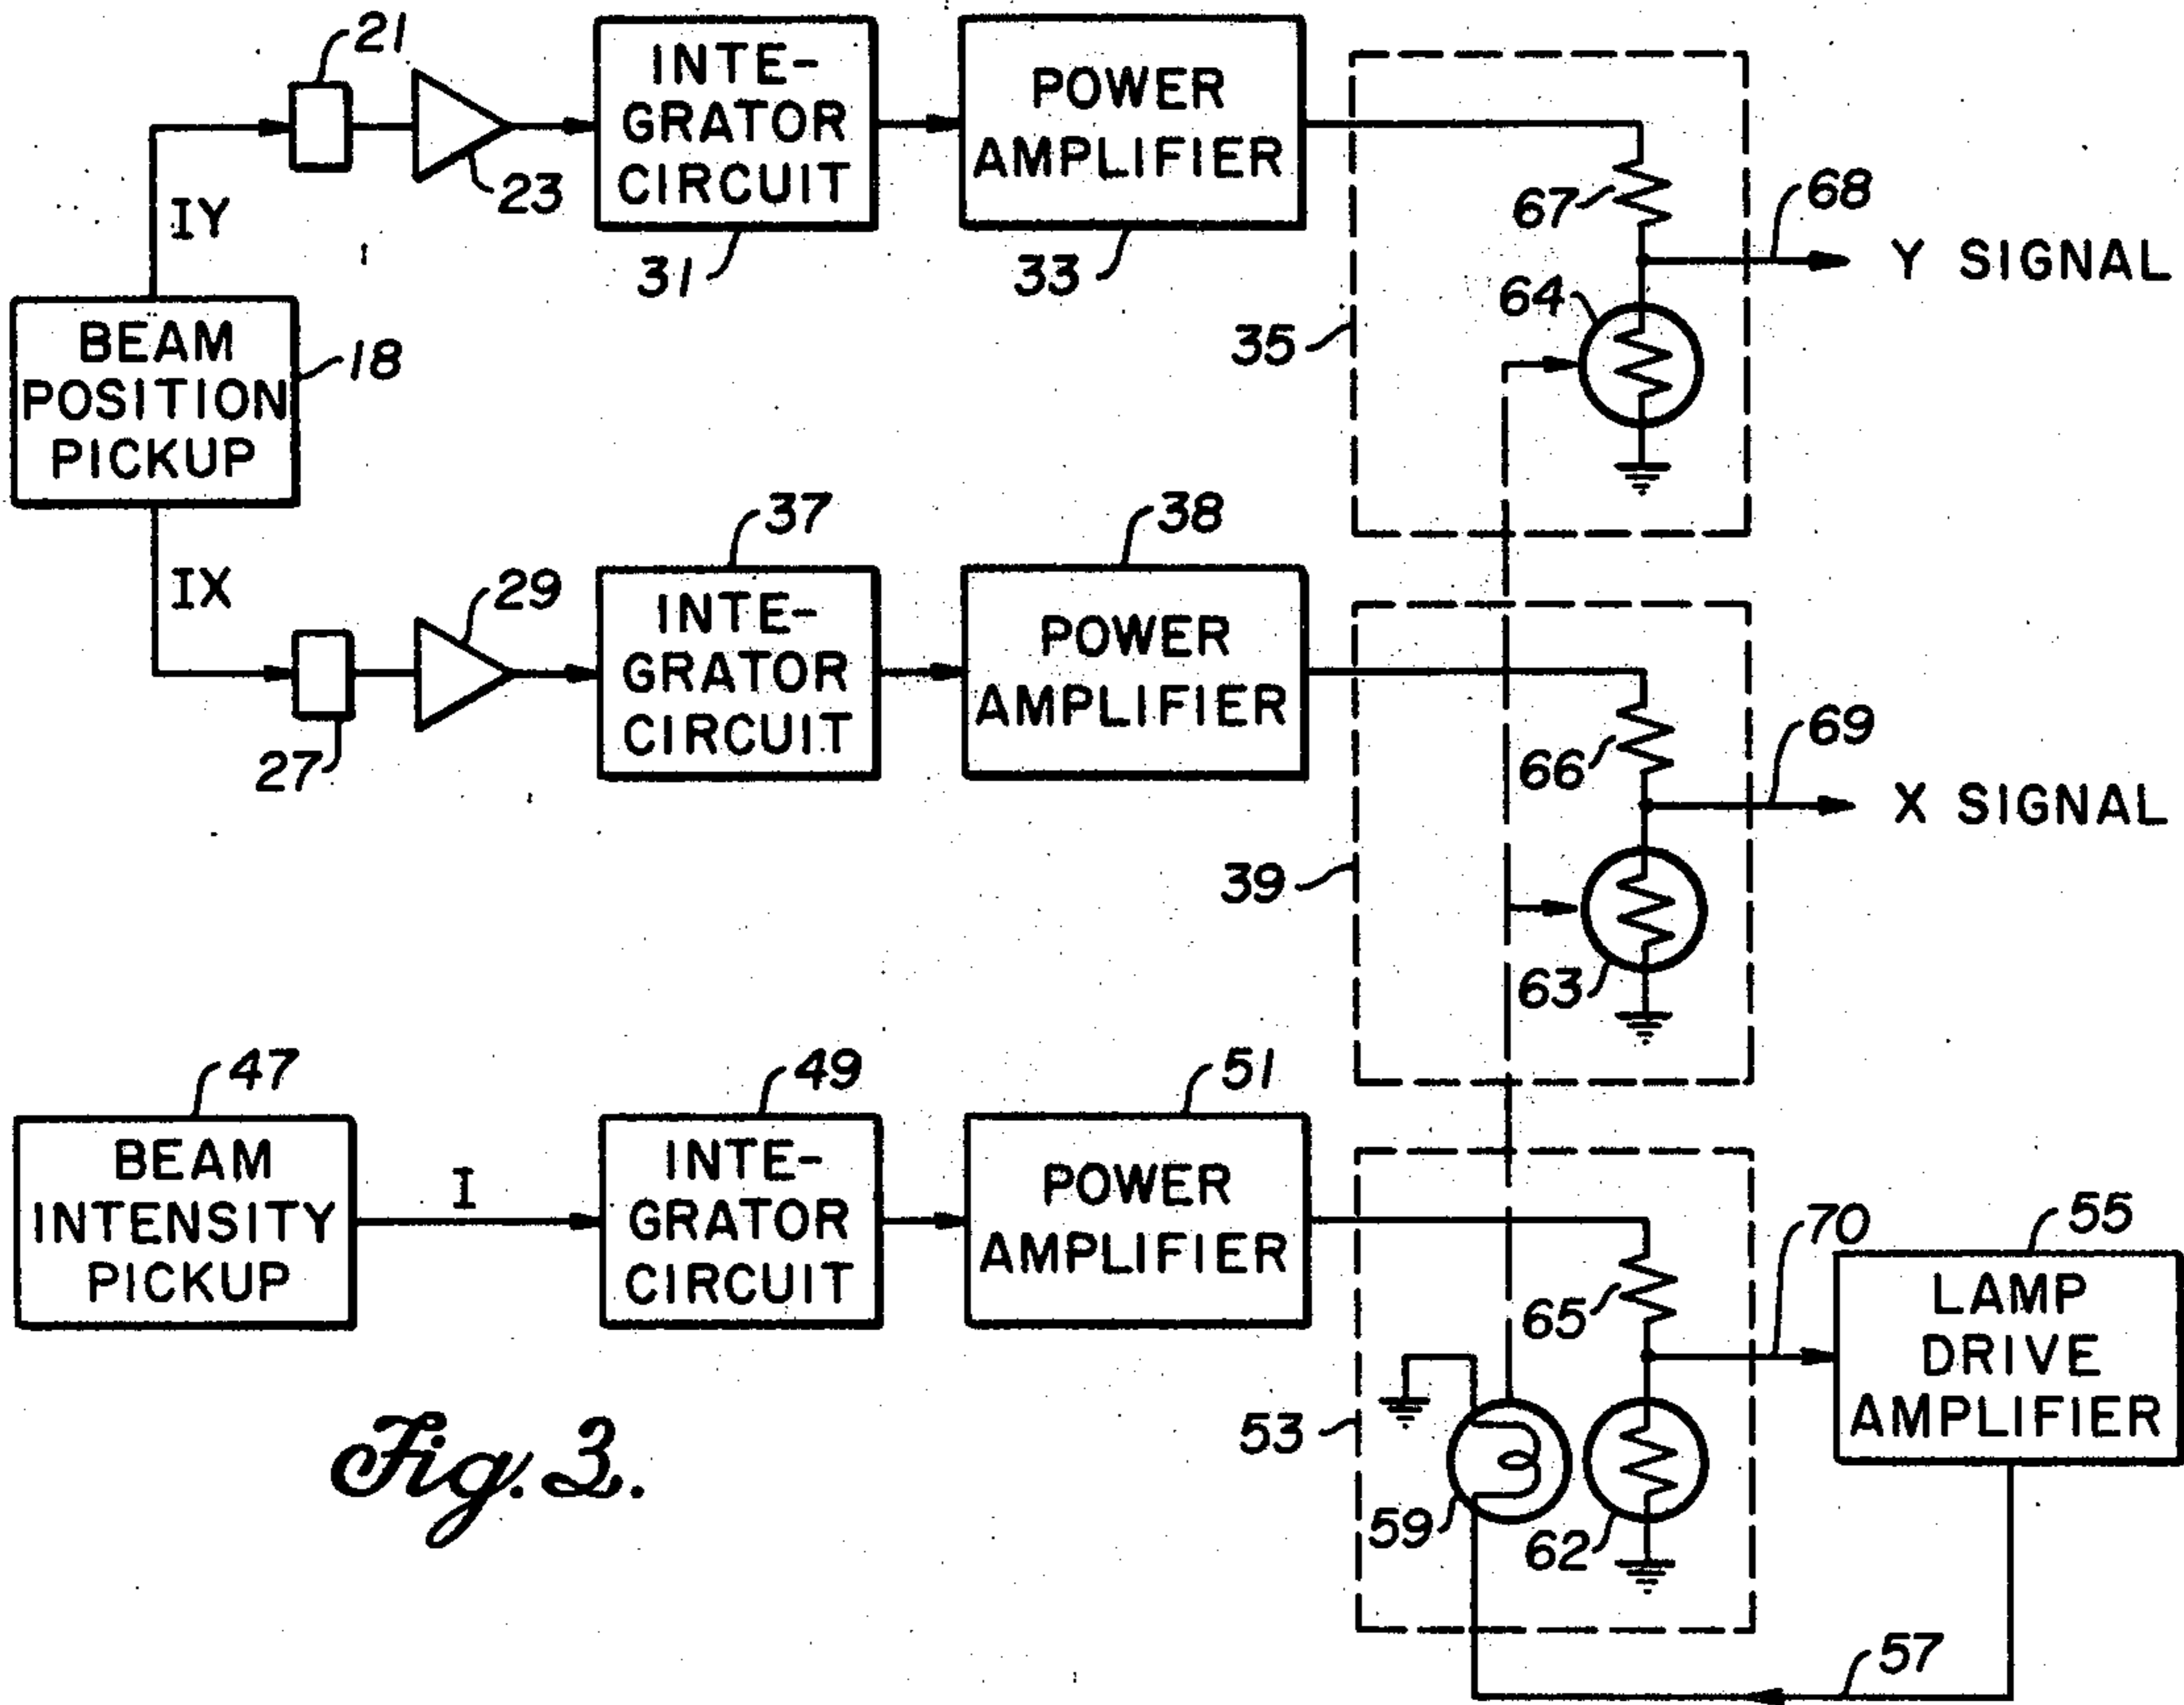 21
INTE-
GRATOR
CIRCUIT
31
POWER
AMPLIFIER
33
23
IY
67
68
Y SIGNAL
64
35
BEAM
POSITION
PICKUP
18
IX
27
29
37
INTE-
GRATOR
CIRCUIT
38
POWER
AMPLIFIER
66
69
X SIGNAL
39
63
47
BEAM
INTENSITY
PICKUP
I
49
INTE-
GRATOR
CIRCUIT
51
POWER
AMPLIFIER
65
70
55
LAMP
DRIVE
AMPLIFIER
53
59
62
57
Fig. 3.